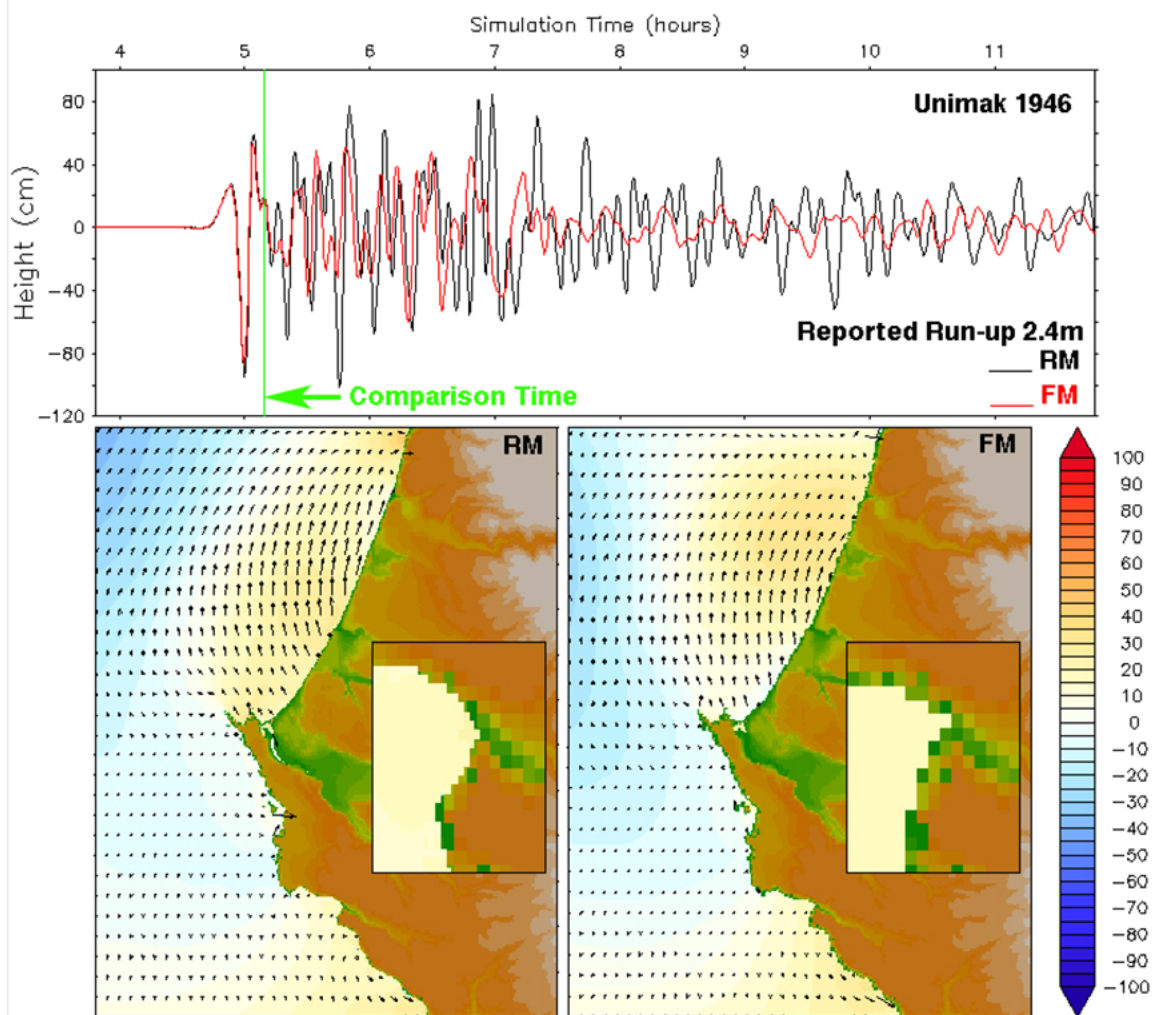 Simulation Time (hours)
4 5 6 7 8 9 10 11
Unimak 1946
80
40
0
−40
−80
−120
Height (cm)
Reported Run-up 2.4m
RM
FM
Comparison Time
RM
FM
100
90
80
70
60
50
40
30
20
10
0
−10
−20
−30
−40
−50
−60
−70
−80
−90
−100